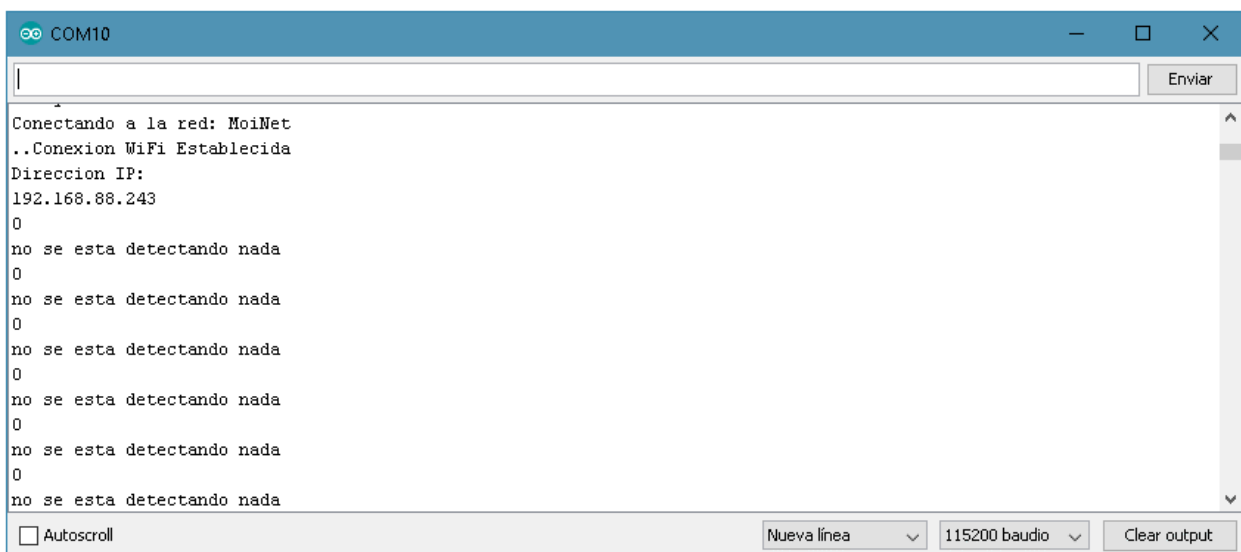 COM10
Enviar
Conectando a la red: MoiNet
..Conexion WiFi Establecida
Direccion IP:
192.168.88.243
0
no se esta detectando nada
0
no se esta detectando nada
0
no se esta detectando nada
0
no se esta detectando nada
0
no se esta detectando nada
0
no se esta detectando nada
Autoscroll Nueva línea 115200 baudio Clear output